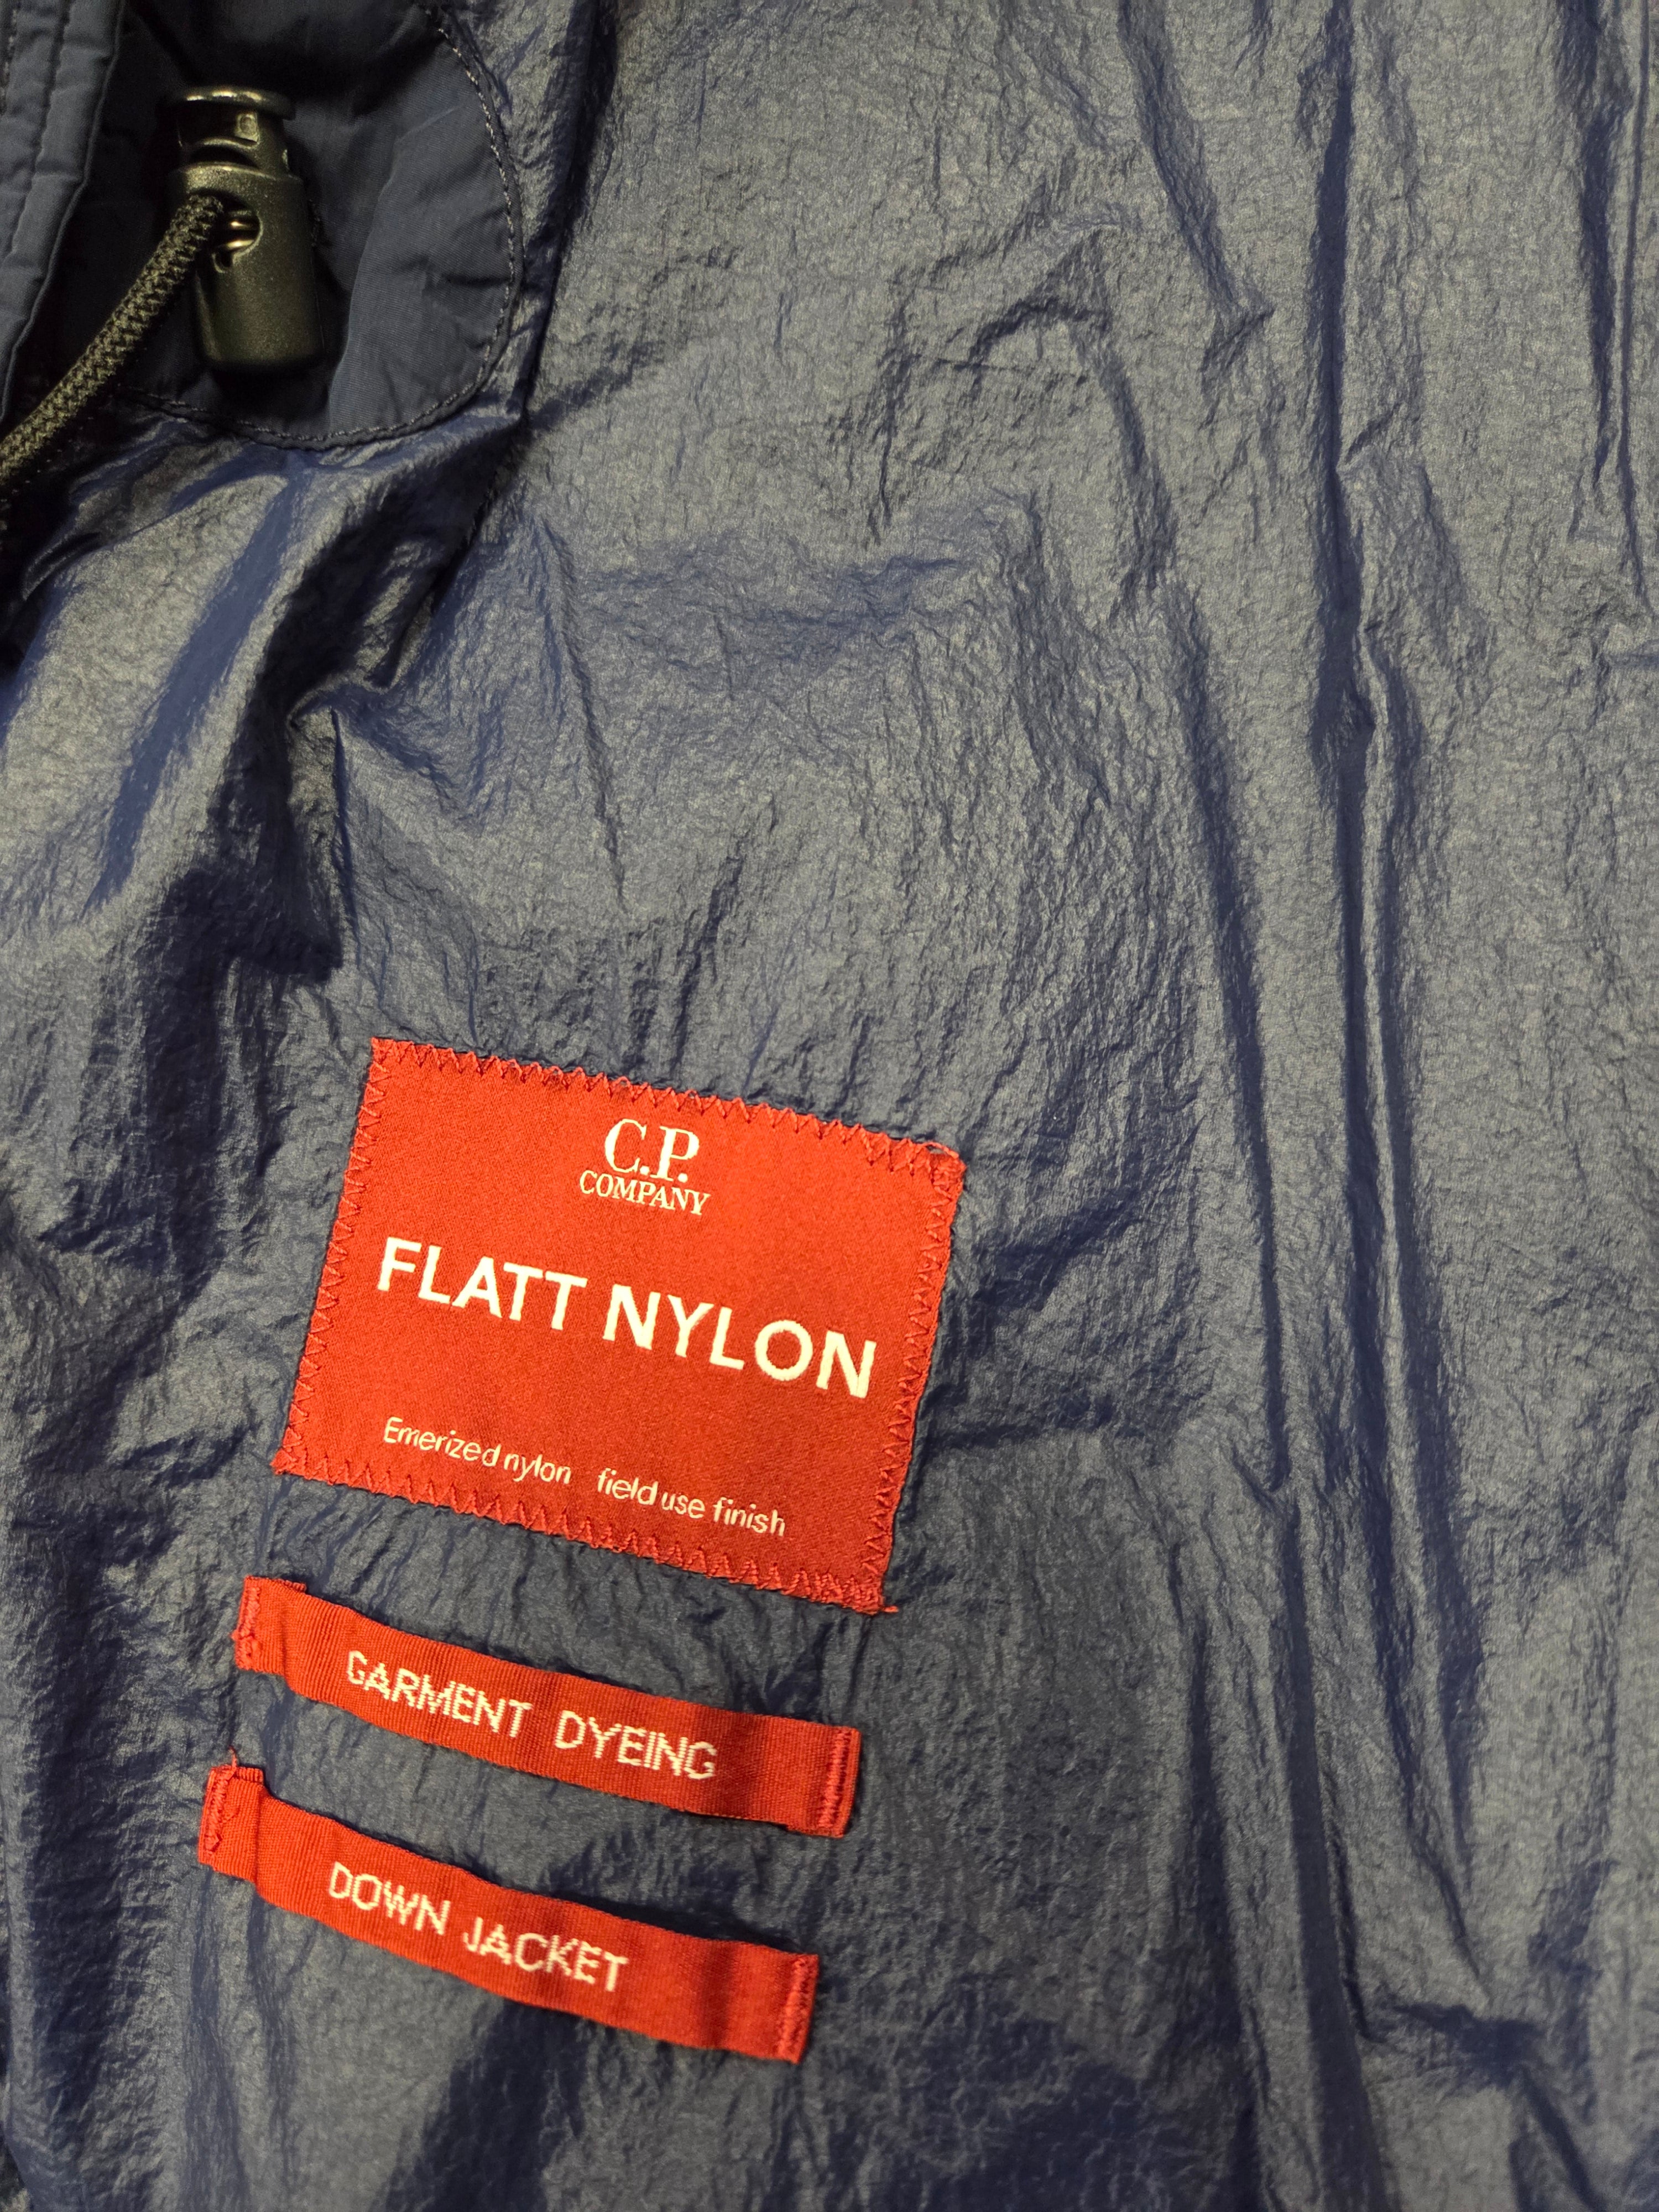 C.P.
COMPANY
FLATT NYLON
Emerized nylon field use finish
GARMENT DYEING
DOWN JACKET